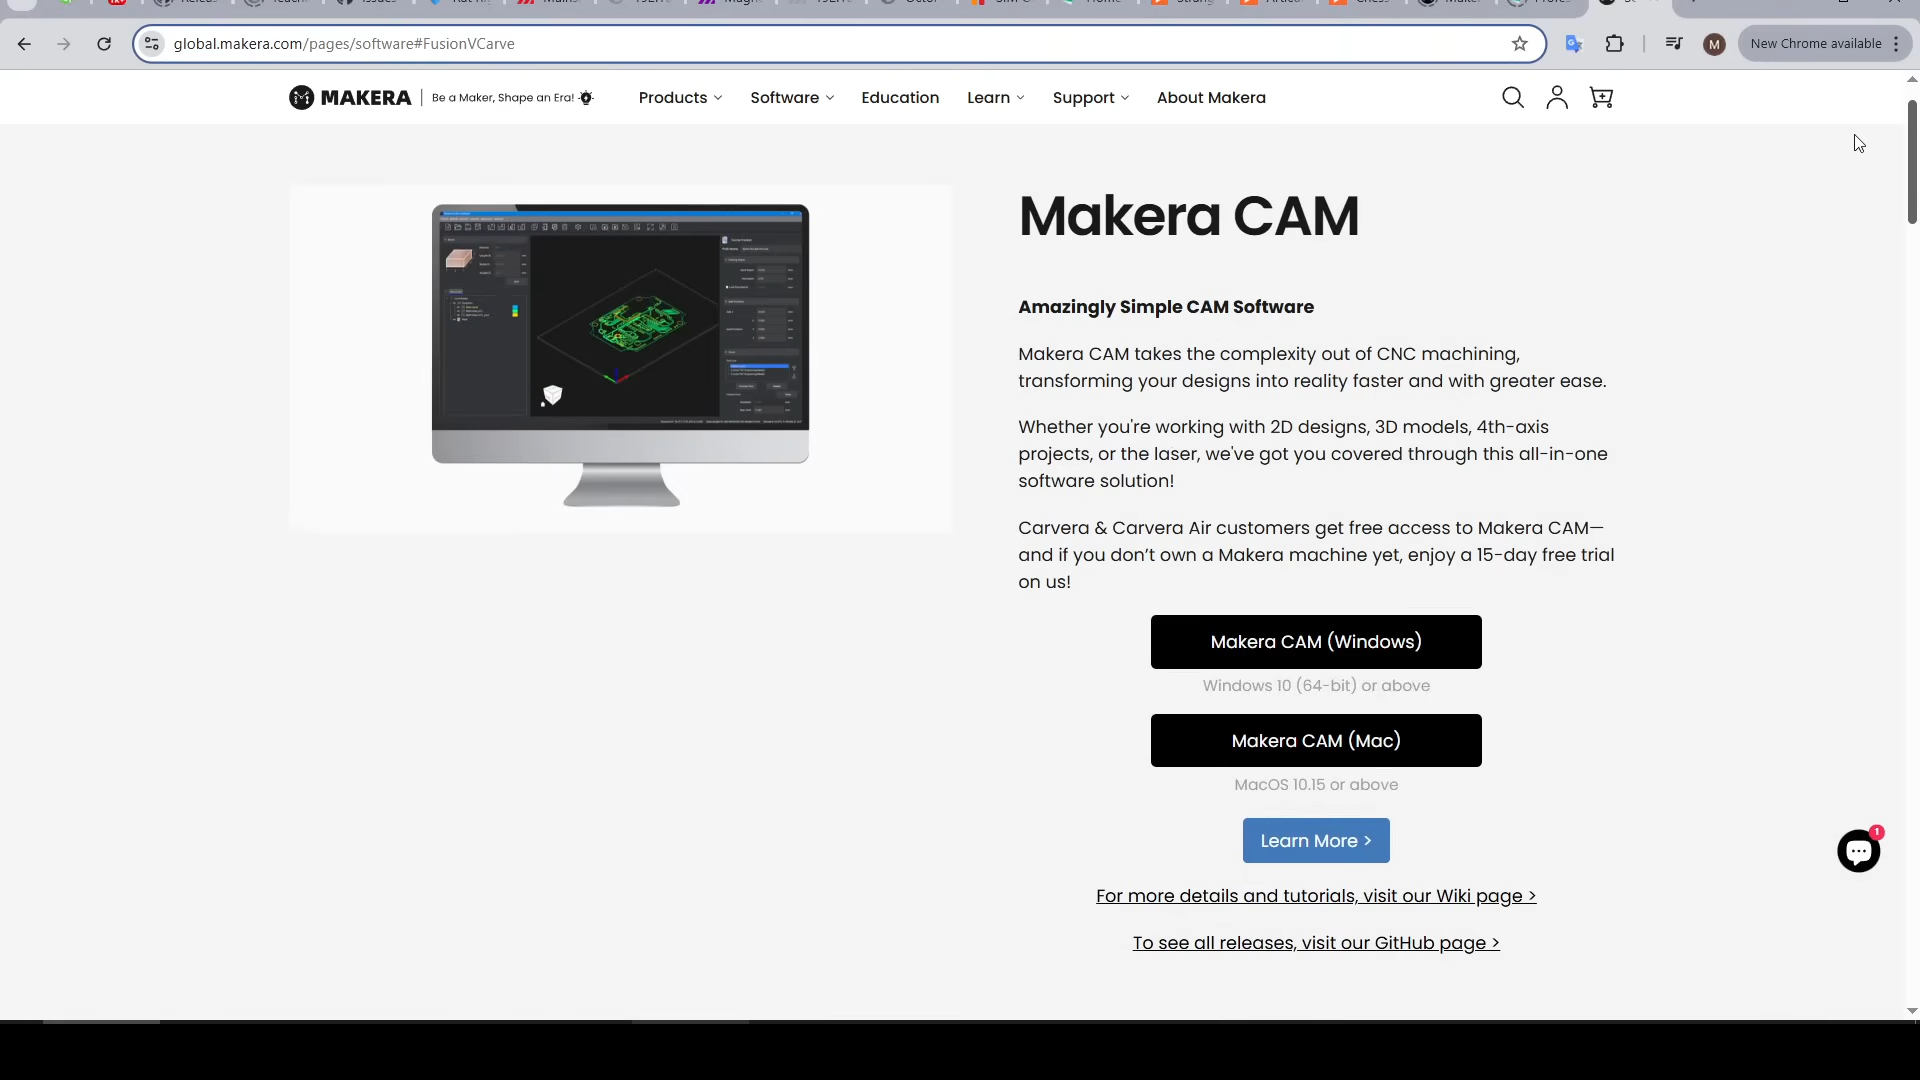 global.makera.com/pages/software#FusionVCarve
M
New Chrome available
MAKERA
Be a Maker, Shape an Era!
Products
Software
Education
Learn
Support
About Makera
Makera CAM
Amazingly Simple CAM Software
Makera CAM takes the complexity out of CNC machining,
transforming your designs into reality faster and with greater ease.
Whether you're working with 2D designs, 3D models, 4th-axis
projects, or the laser, we've got you covered through this all-in-one
software solution!
Carvera & Carvera Air customers get free access to Makera CAM—
and if you don’t own a Makera machine yet, enjoy a 15-day free trial
on us!
Makera CAM (Windows)
Windows 10 (64-bit) or above
Makera CAM (Mac)
MacOS 10.15 or above
Learn More >
1
For more details and tutorials, visit our Wiki page >
To see all releases, visit our GitHub page >